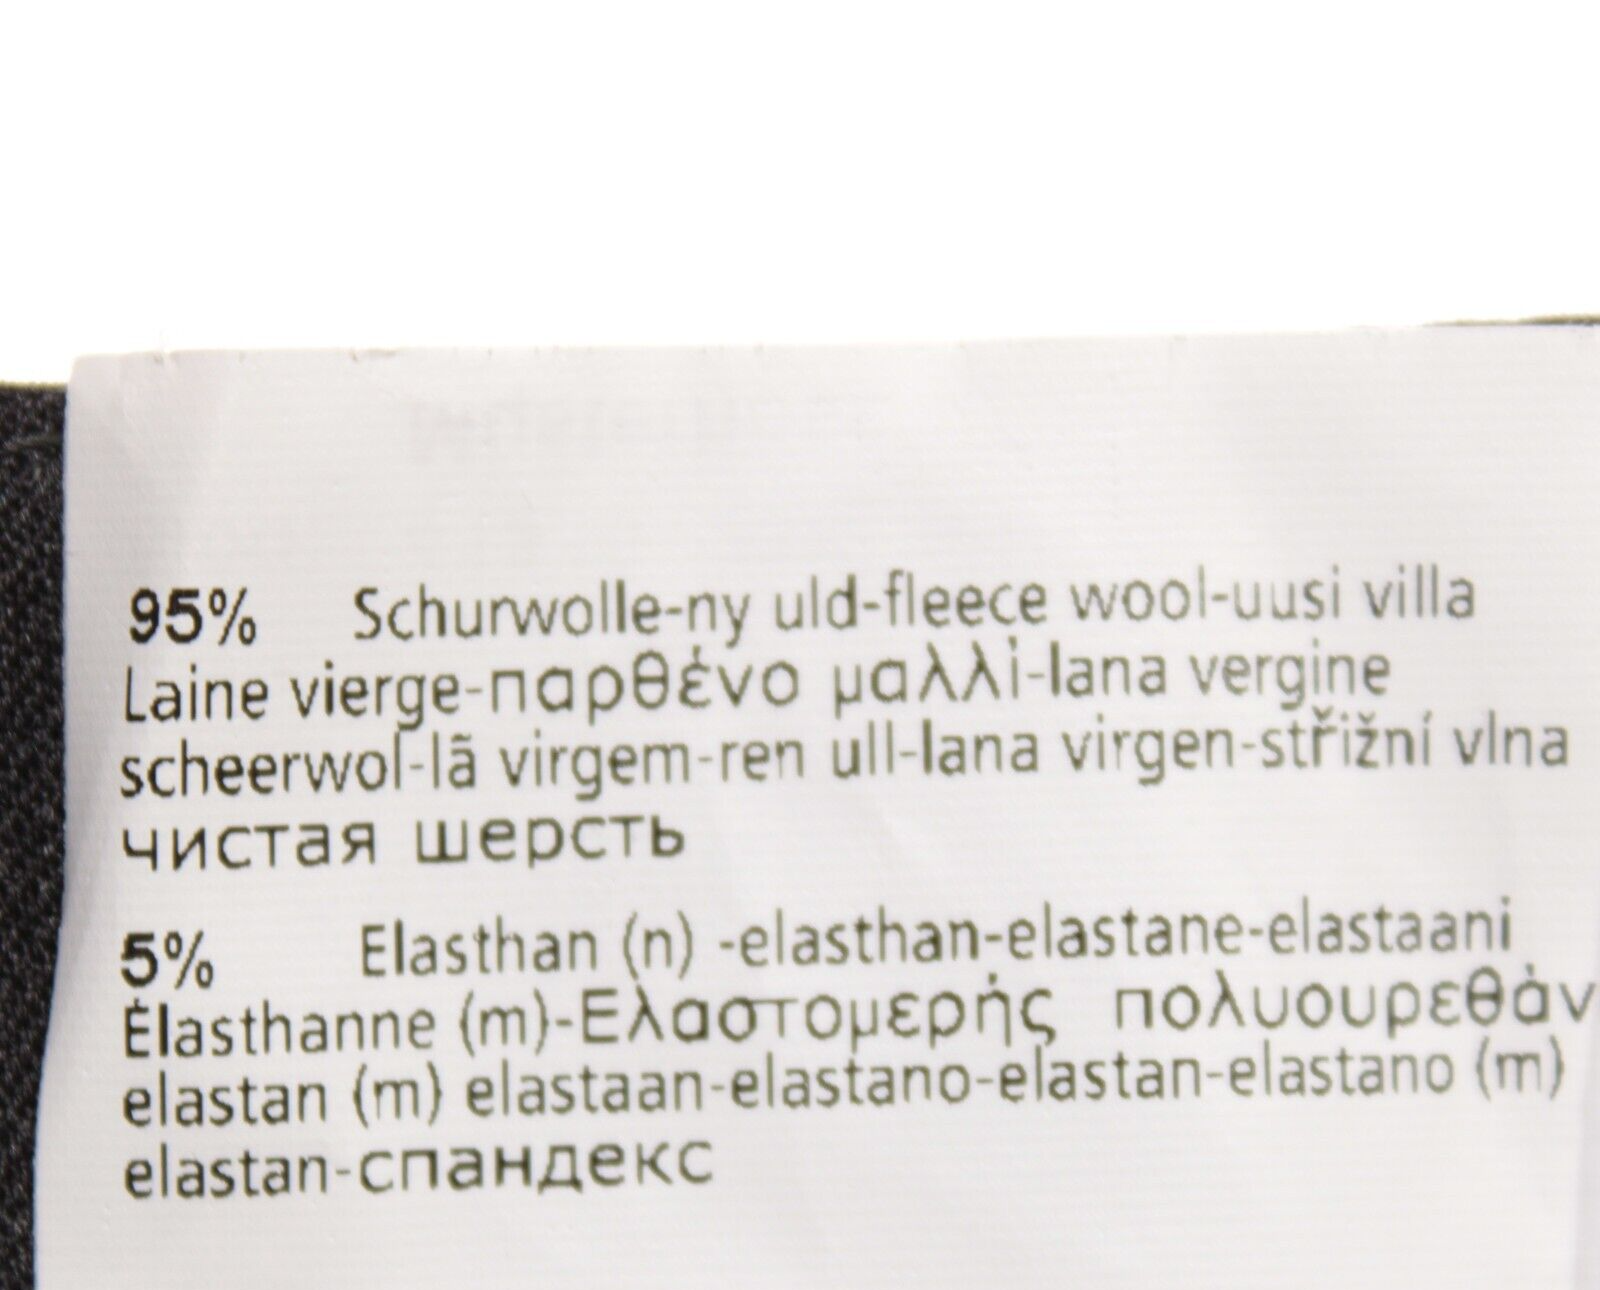 95% Schurwolle-ny uld-fleece wool-uusi villa
Laine vierge-παρθένο μαλλί-lana vergine
scheerwol-lã virgem-ren ull-lana virgen-střižní vlna
чистая шерсть
5% Elasthan (n) -elasthan-elastane-elastaani
Élasthanne (m)-Ελαστομερής πολυουρεθάν
elastan (m) elastaan-elastano-elastan-elastano (m)
elastan-спандекс